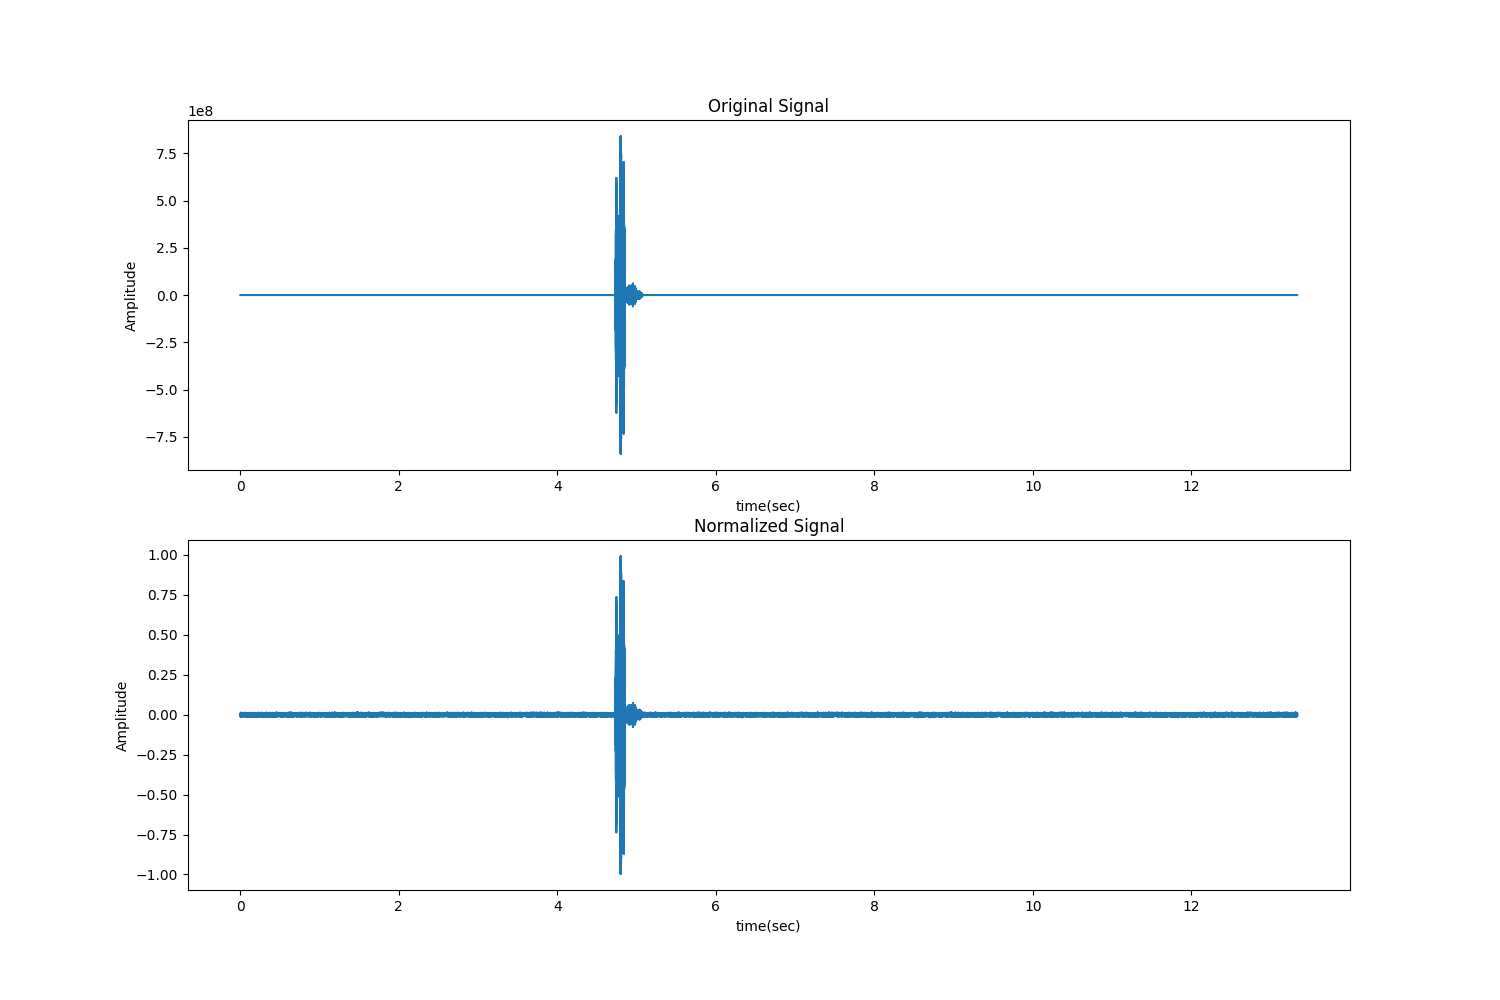 Original Signal
1e8
7.5
5.0
2.5
0.0
−2.5
−5.0
−7.5
Amplitude
0 2 4 6 8 10 12
time(sec)
Normalized Signal
1.00
0.75
0.50
0.25
0.00
−0.25
−0.50
−0.75
−1.00
Amplitude
0 2 4 6 8 10 12
time(sec)